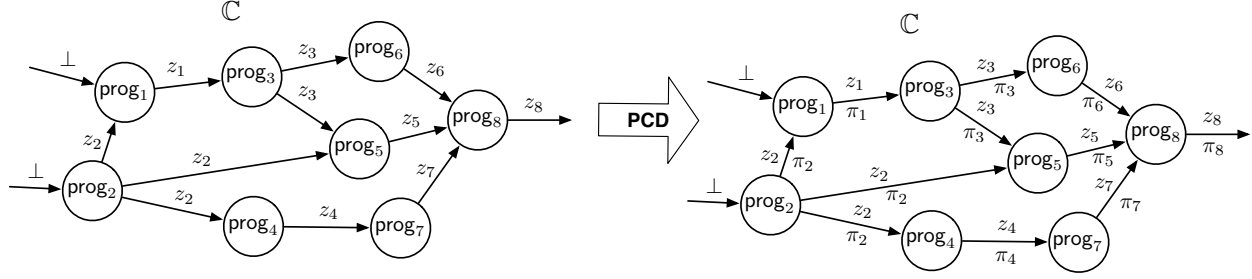 ℂ
⊥
prog₁
z₁
prog₃
z₃
prog₆
z₆
z₃
z₂
prog₅
z₅
prog₈
z₈
⊥
prog₂
z₂
z₂
prog₄
z₄
prog₇
z₇
PCD
ℂ
⊥
prog₁
z₁
π₁
prog₃
z₃
π₃
prog₆
z₆
π₆
z₃
π₃
z₂
π₂
prog₅
z₅
π₅
prog₈
z₈
π₈
⊥
prog₂
z₂
π₂
z₂
π₂
prog₄
z₄
π₄
prog₇
z₇
π₇